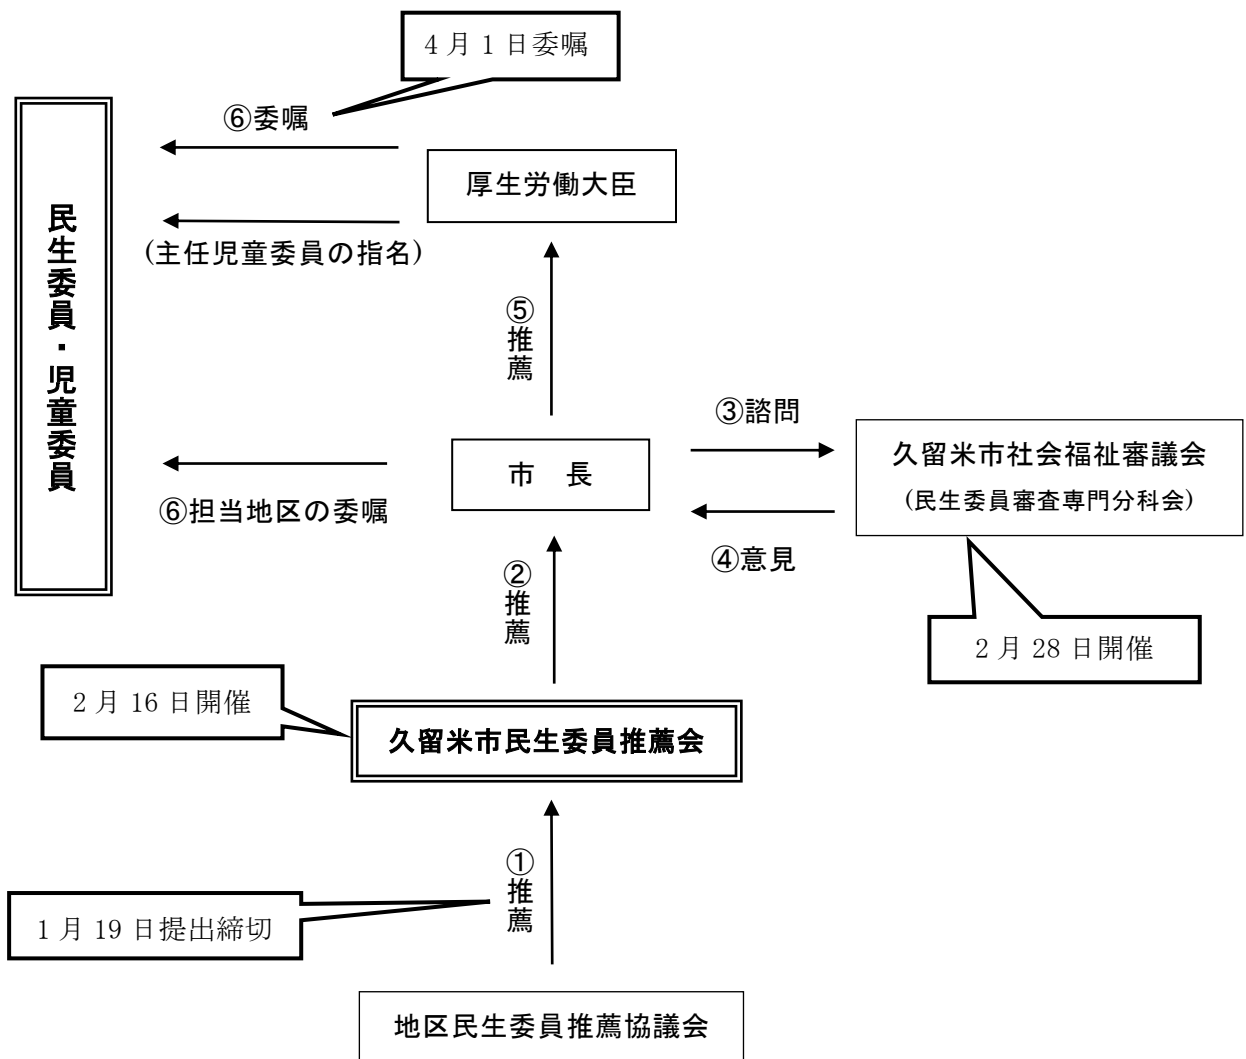 4月1日委嘱
⑥委嘱
厚生労働大臣
(主任児童委員の指名)
民生委員・児童委員
⑤推薦
③諮問
市　長
久留米市社会福祉審議会
(民生委員審査専門分科会)
⑥担当地区の委嘱
④意見
②推薦
2月28日開催
2月16日開催
久留米市民生委員推薦会
①推薦
1月19日提出締切
地区民生委員推薦協議会